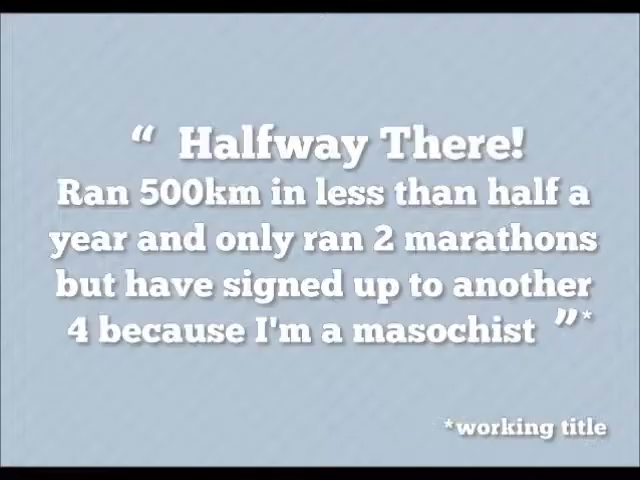 “ Halfway There!
Ran 500km in less than half a
year and only ran 2 marathons
but have signed up to another
4 because I'm a masochist ”*
*working title